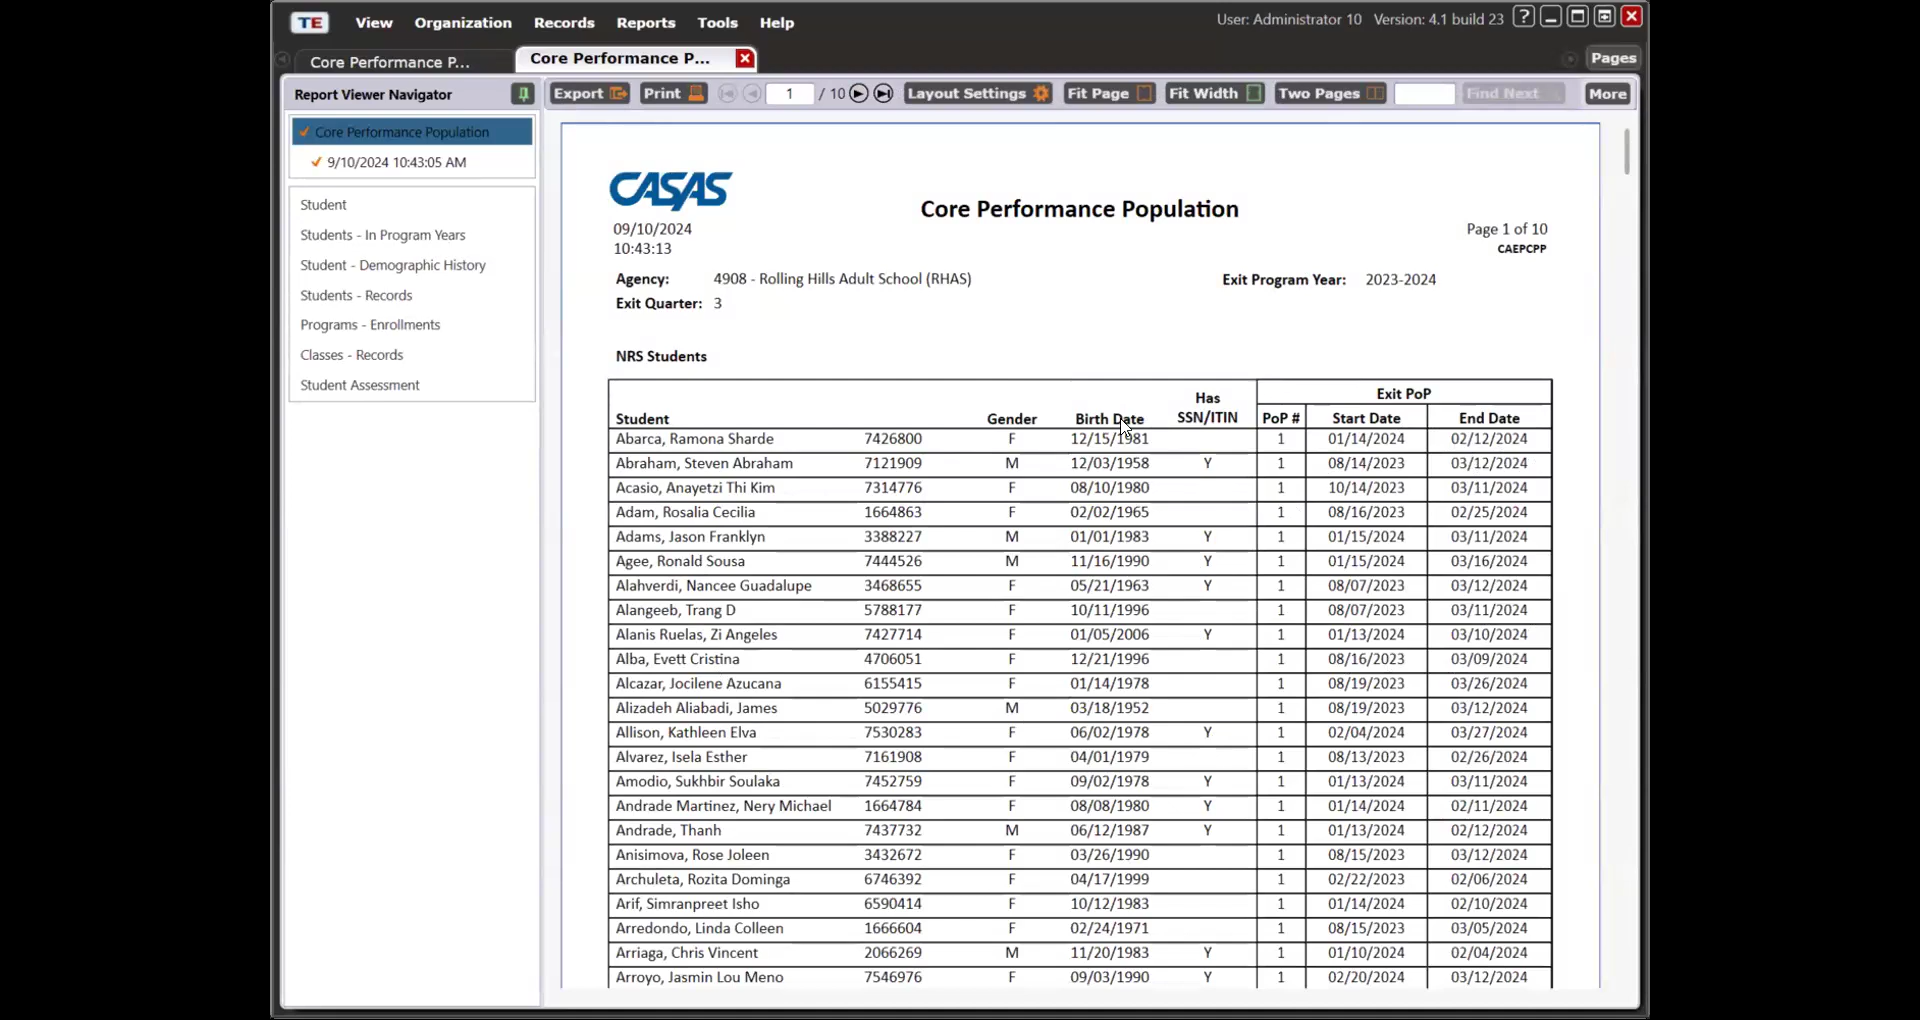 TE View Organization Records Reports Tools Help User: Administrator 10 Version: 4.1 build 23 ?
Core Performance P... Core Performance P... Pages
Report Viewer Navigator
Export Print 1 / 10 Layout Settings Fit Page Fit Width Two Pages Find Next More
Core Performance Population
9/10/2024 10:43:05 AM
Student
Students - In Program Years
Student - Demographic History
Students - Records
Programs - Enrollments
Classes - Records
Student Assessment
CASAS
Core Performance Population
09/10/2024 Page 1 of 10
10:43:13 CAEPCPP
Agency: 4908 - Rolling Hills Adult School (RHAS) Exit Program Year: 2023-2024
Exit Quarter: 3
NRS Students
Has Exit PoP
Student Gender Birth Date SSN/ITIN PoP # Start Date End Date
Abarca, Ramona Sharde 7426800 F 12/15/1981 1 01/14/2024 02/12/2024
Abraham, Steven Abraham 7121909 M 12/03/1958 Y 1 08/14/2023 03/12/2024
Acasio, Anayetzi Thi Kim 7314776 F 08/10/1980 1 10/14/2023 03/11/2024
Adam, Rosalia Cecilia 1664863 F 02/02/1965 1 08/16/2023 02/25/2024
Adams, Jason Franklyn 3388227 M 01/01/1983 Y 1 01/15/2024 03/11/2024
Agee, Ronald Sousa 7444526 M 11/16/1990 Y 1 01/15/2024 03/16/2024
Alahverdi, Nancee Guadalupe 3468655 F 05/21/1963 Y 1 08/07/2023 03/12/2024
Alangeeb, Trang D 5788177 F 10/11/1996 1 08/07/2023 03/11/2024
Alanis Ruelas, Zi Angeles 7427714 F 01/05/2006 Y 1 01/13/2024 03/10/2024
Alba, Evett Cristina 4706051 F 12/21/1996 1 08/16/2023 03/09/2024
Alcazar, Jocilene Azucana 6155415 F 01/14/1978 1 08/19/2023 03/26/2024
Alizadeh Aliabadi, James 5029776 M 03/18/1952 1 08/19/2023 03/12/2024
Allison, Kathleen Elva 7530283 F 06/02/1978 Y 1 02/04/2024 03/27/2024
Alvarez, Isela Esther 7161908 F 04/01/1979 1 08/13/2023 02/26/2024
Amodio, Sukhbir Soulaka 7452759 F 09/02/1978 Y 1 01/13/2024 03/11/2024
Andrade Martinez, Nery Michael 1664784 F 08/08/1980 Y 1 01/14/2024 02/11/2024
Andrade, Thanh 7437732 M 06/12/1987 Y 1 01/13/2024 02/12/2024
Anisimova, Rose Joleen 3432672 F 03/26/1990 1 08/15/2023 03/12/2024
Archuleta, Rozita Dominga 6746392 F 04/17/1999 1 02/22/2023 02/06/2024
Arif, Simranpreet Isho 6590414 F 10/12/1983 1 01/14/2024 02/10/2024
Arredondo, Linda Colleen 1666604 F 02/24/1971 1 08/15/2023 03/05/2024
Arriaga, Chris Vincent 2066269 M 11/20/1983 Y 1 01/10/2024 02/04/2024
Arroyo, Jasmin Lou Meno 7546976 F 09/03/1990 Y 1 02/20/2024 03/12/2024